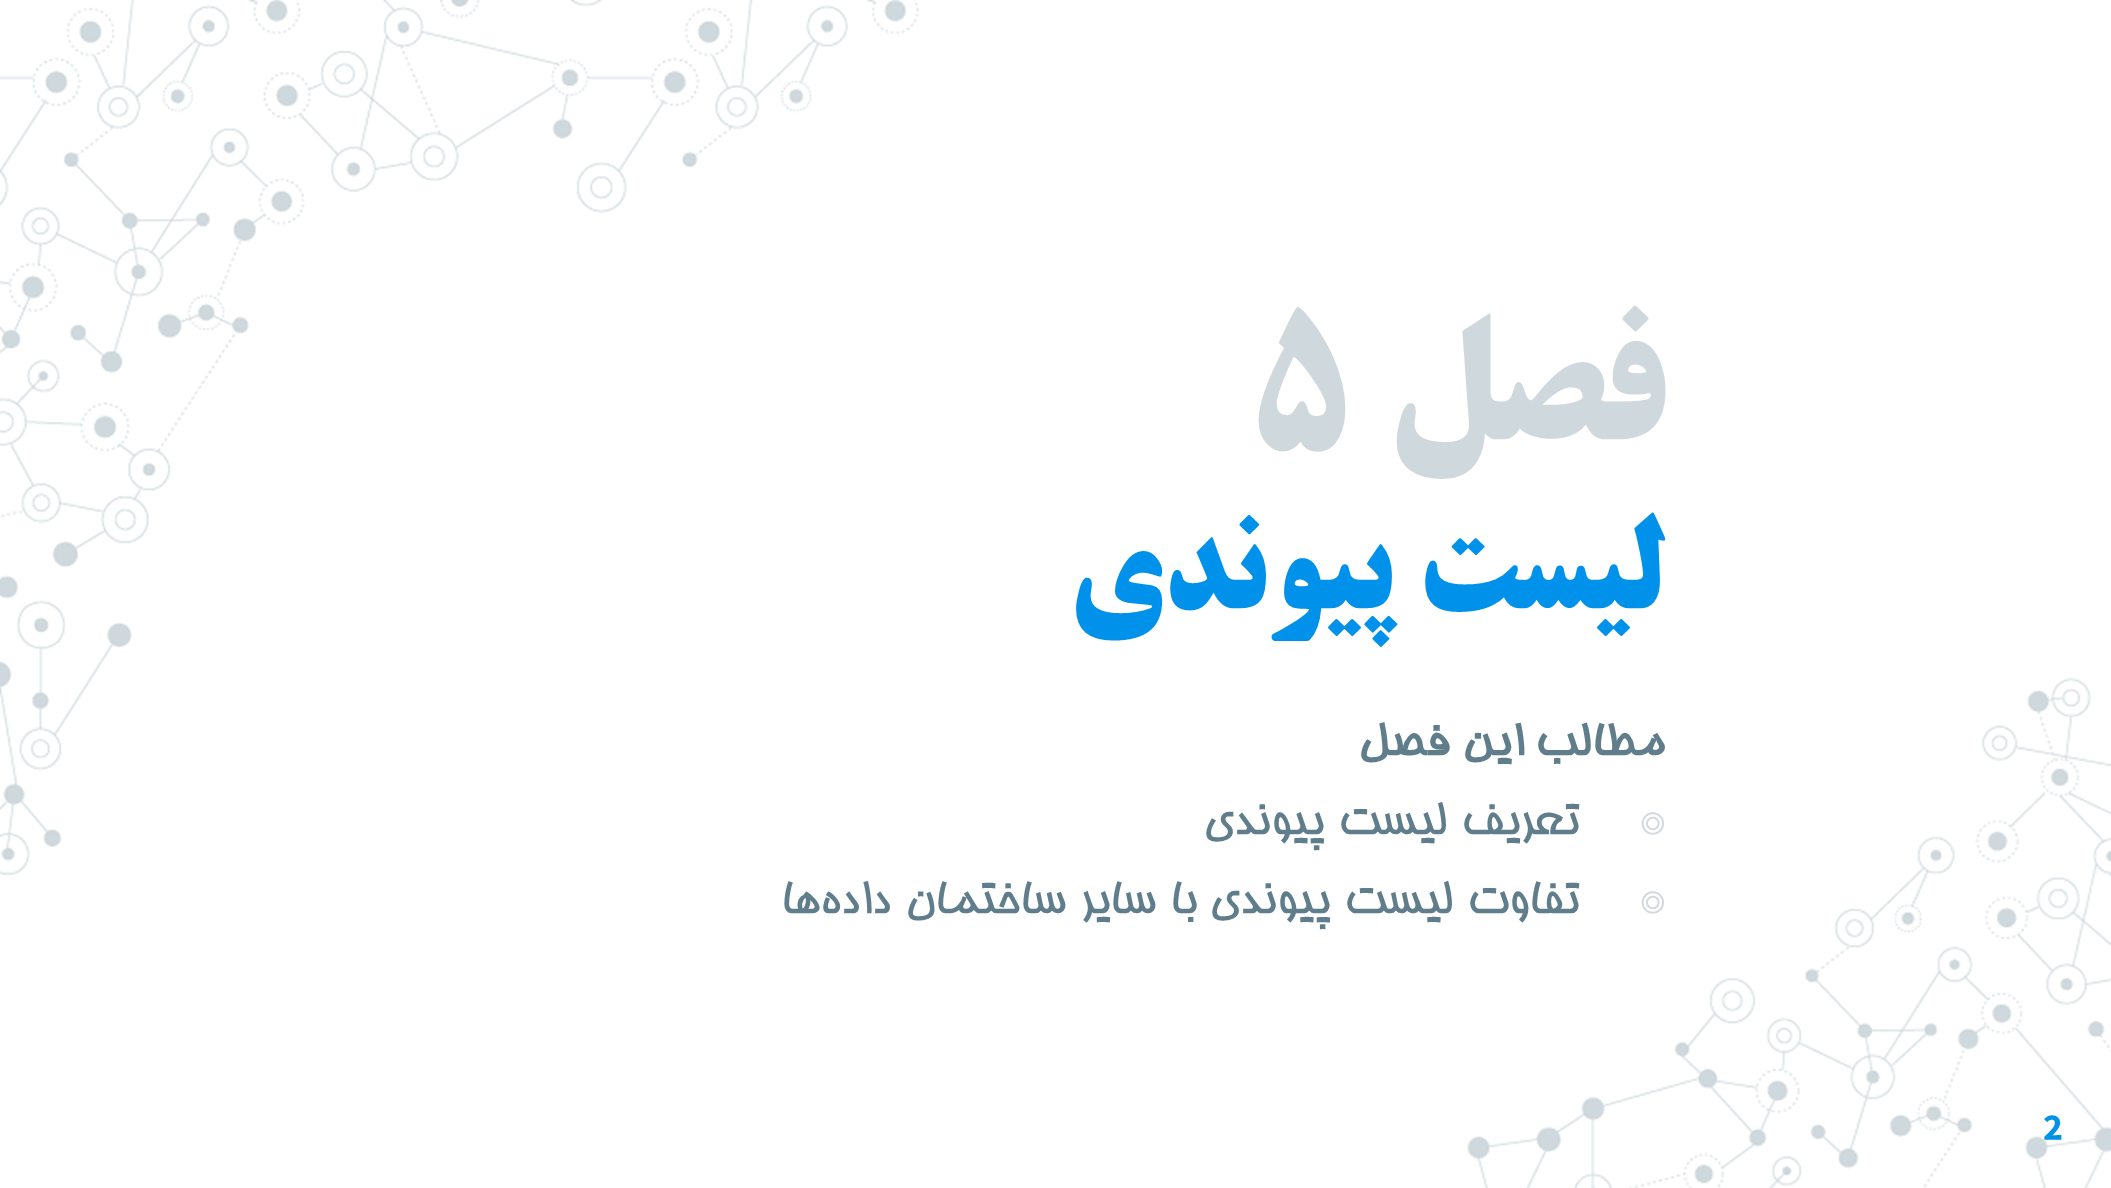 فصل ۵
لیست پیوندی
مطالب این فصل
تعریف لیست پیوندی
تفاوت لیست پیوندی با سایر ساختمان داده‌ها
2